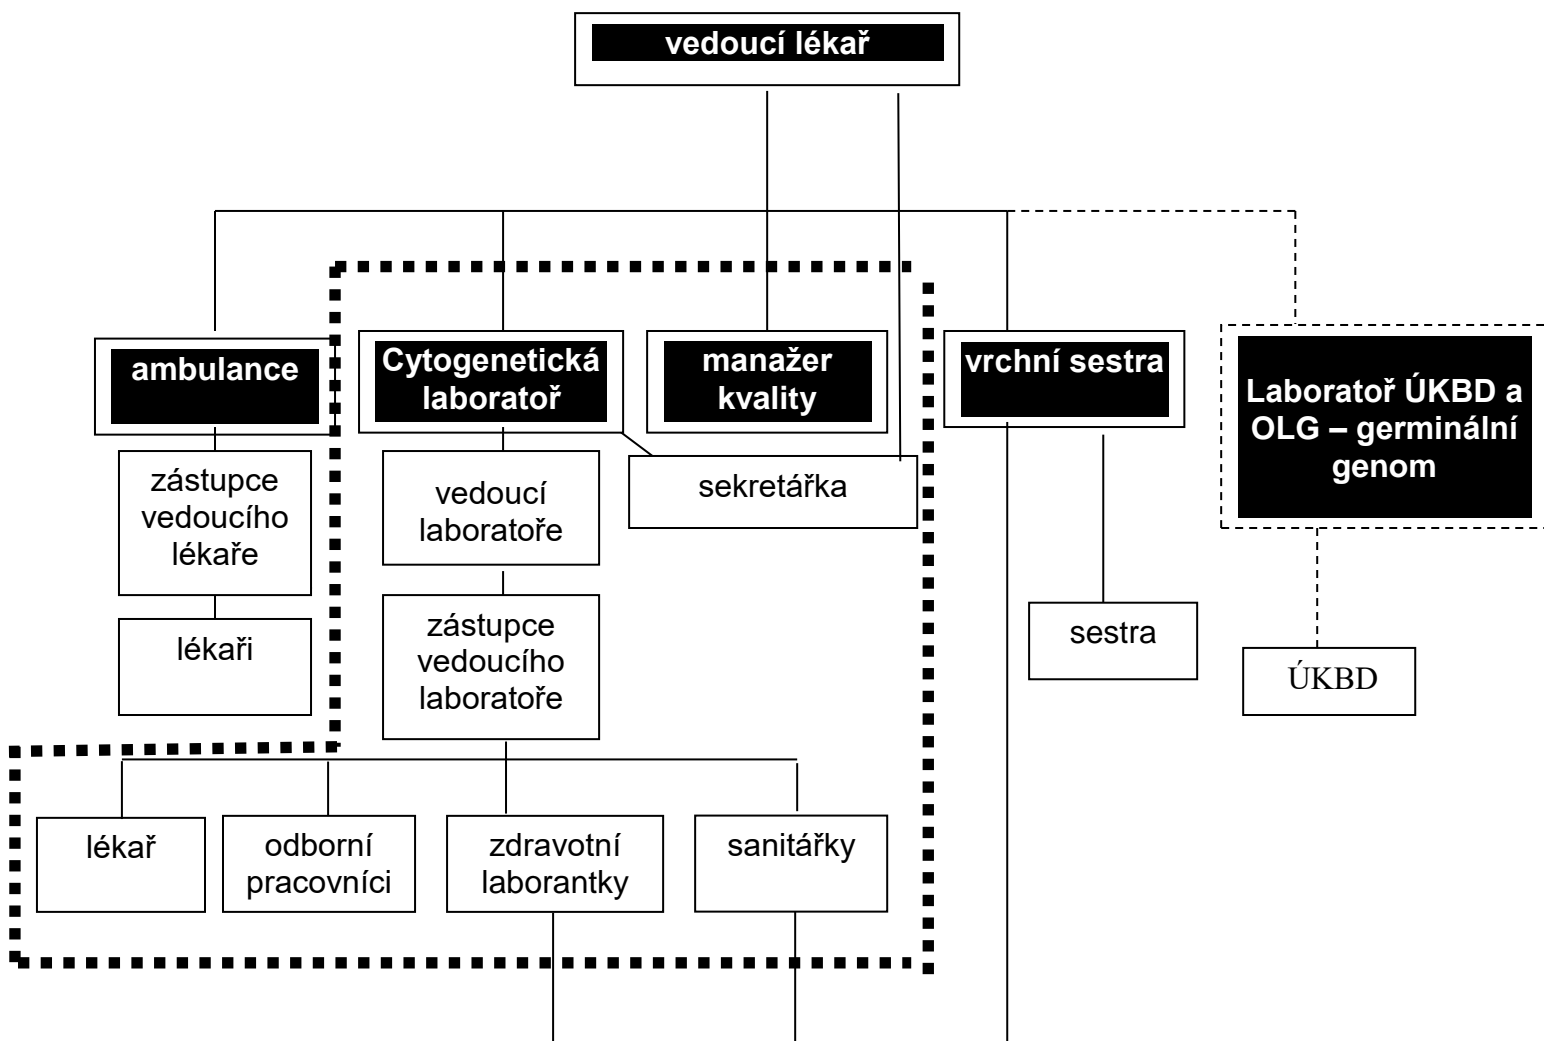 vedoucí lékař
ambulance
Cytogenetická
laboratoř
manažer
kvality
vrchní sestra
Laboratoř ÚKBD a
OLG – germinální
genom
zástupce
vedoucího
lékaře
vedoucí
laboratoře
sekretářka
lékaři
zástupce
vedoucího
laboratoře
sestra
ÚKBD
lékař
odborní
pracovníci
zdravotní
laborantky
sanitářky